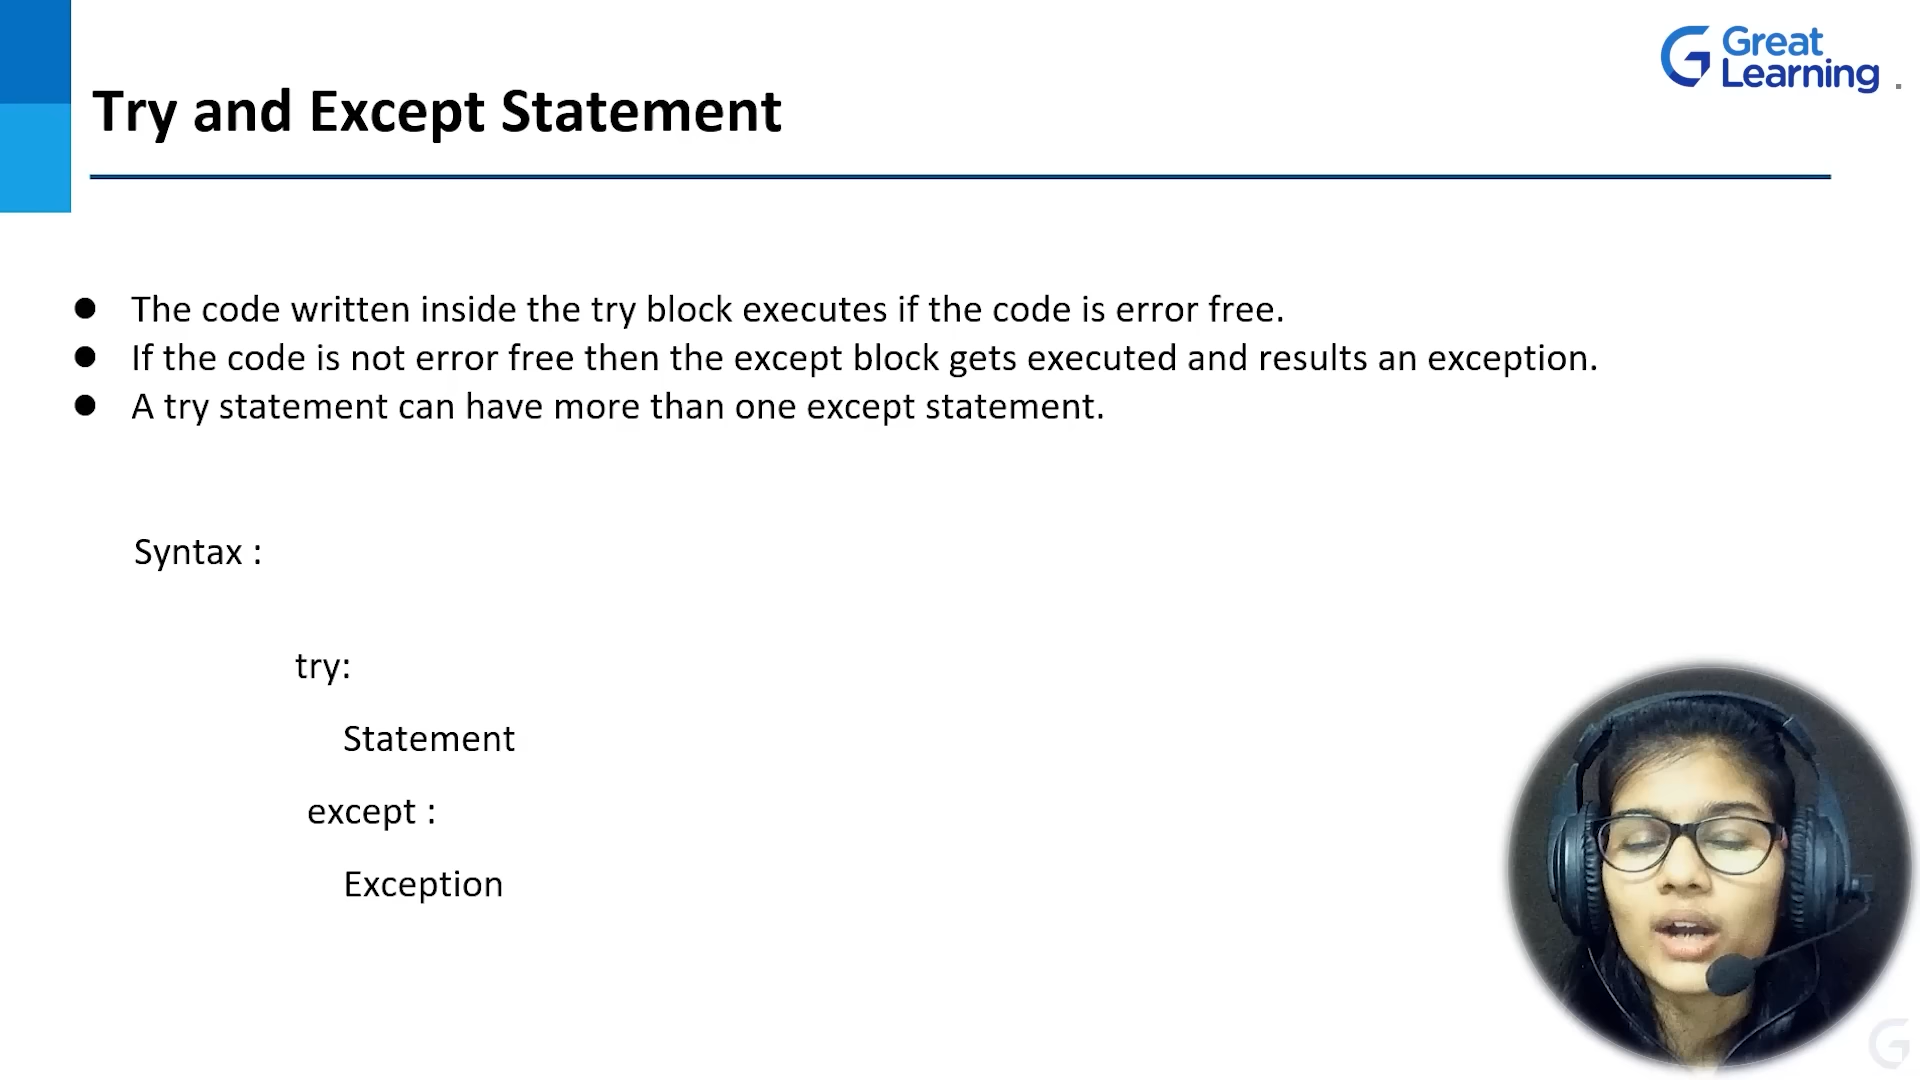 Great
Learning
Try and Except Statement
● The code written inside the try block executes if the code is error free.
● If the code is not error free then the except block gets executed and results an exception.
● A try statement can have more than one except statement.
Syntax :
try:
Statement
except :
Exception